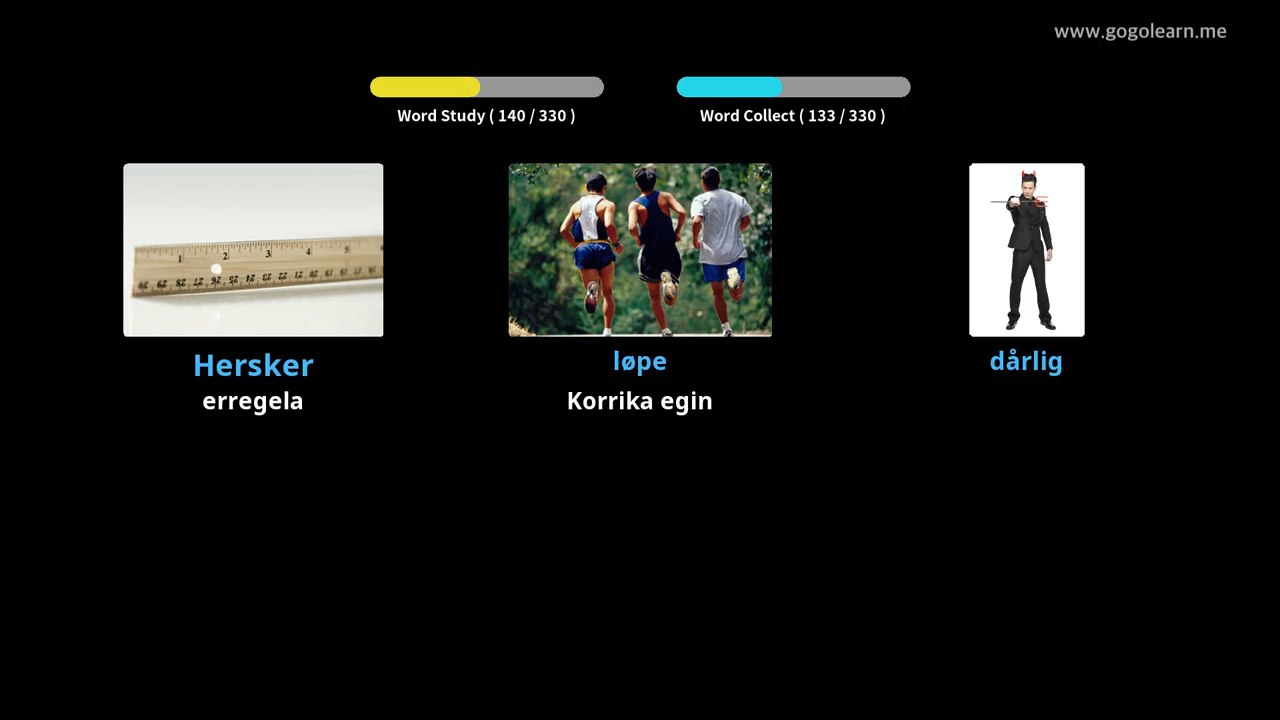 www.gogolearn.me
Word Study ( 140 / 330 )
Word Collect ( 133 / 330 )
Hersker
erregela
løpe
Korrika egin
dårlig